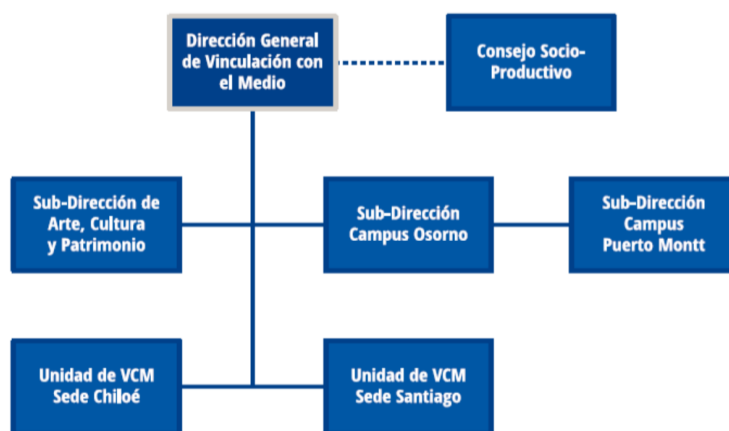 Dirección General
de Vinculación con
el Medio
Consejo Socio-
Productivo
Sub-Dirección de
Arte, Cultura
y Patrimonio
Sub-Dirección
Campus Osorno
Sub-Dirección
Campus
Puerto Montt
Unidad de VCM
Sede Chiloé
Unidad de VCM
Sede Santiago